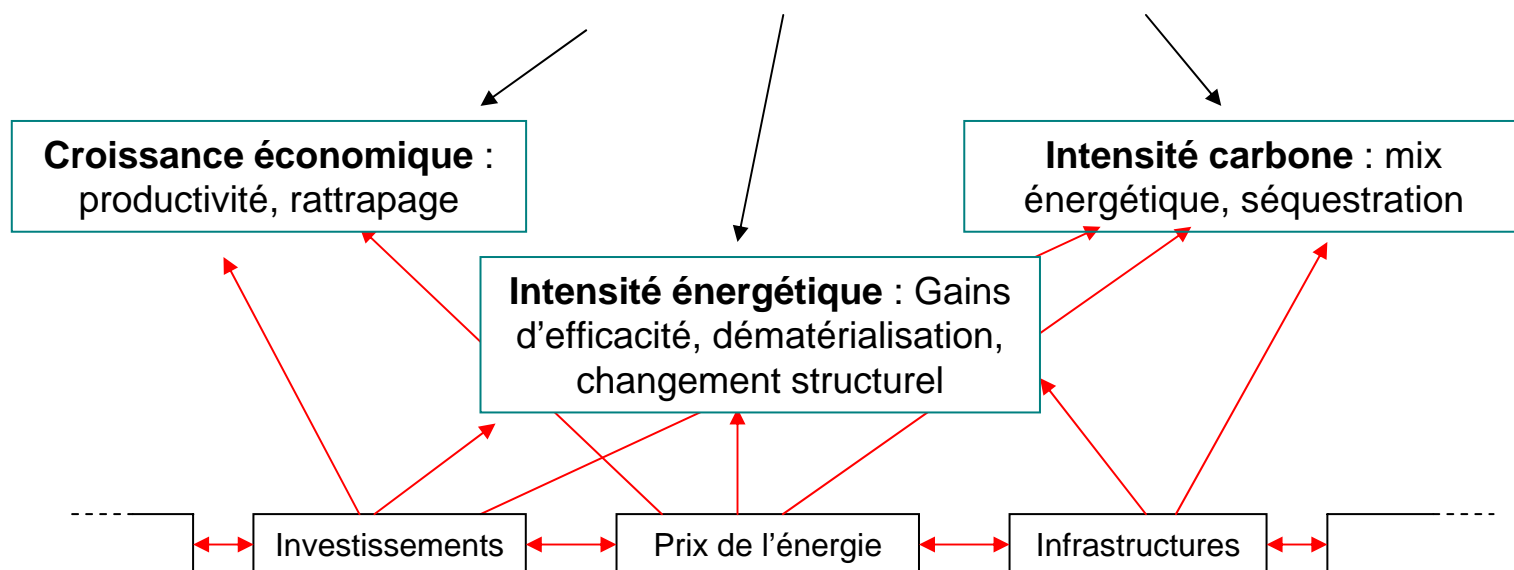 Croissance économique :
productivité, rattrapage
Intensité carbone : mix
énergétique, séquestration
Intensité énergétique : Gains
d’efficacité, dématérialisation,
changement structurel
Investissements
Prix de l’énergie
Infrastructures